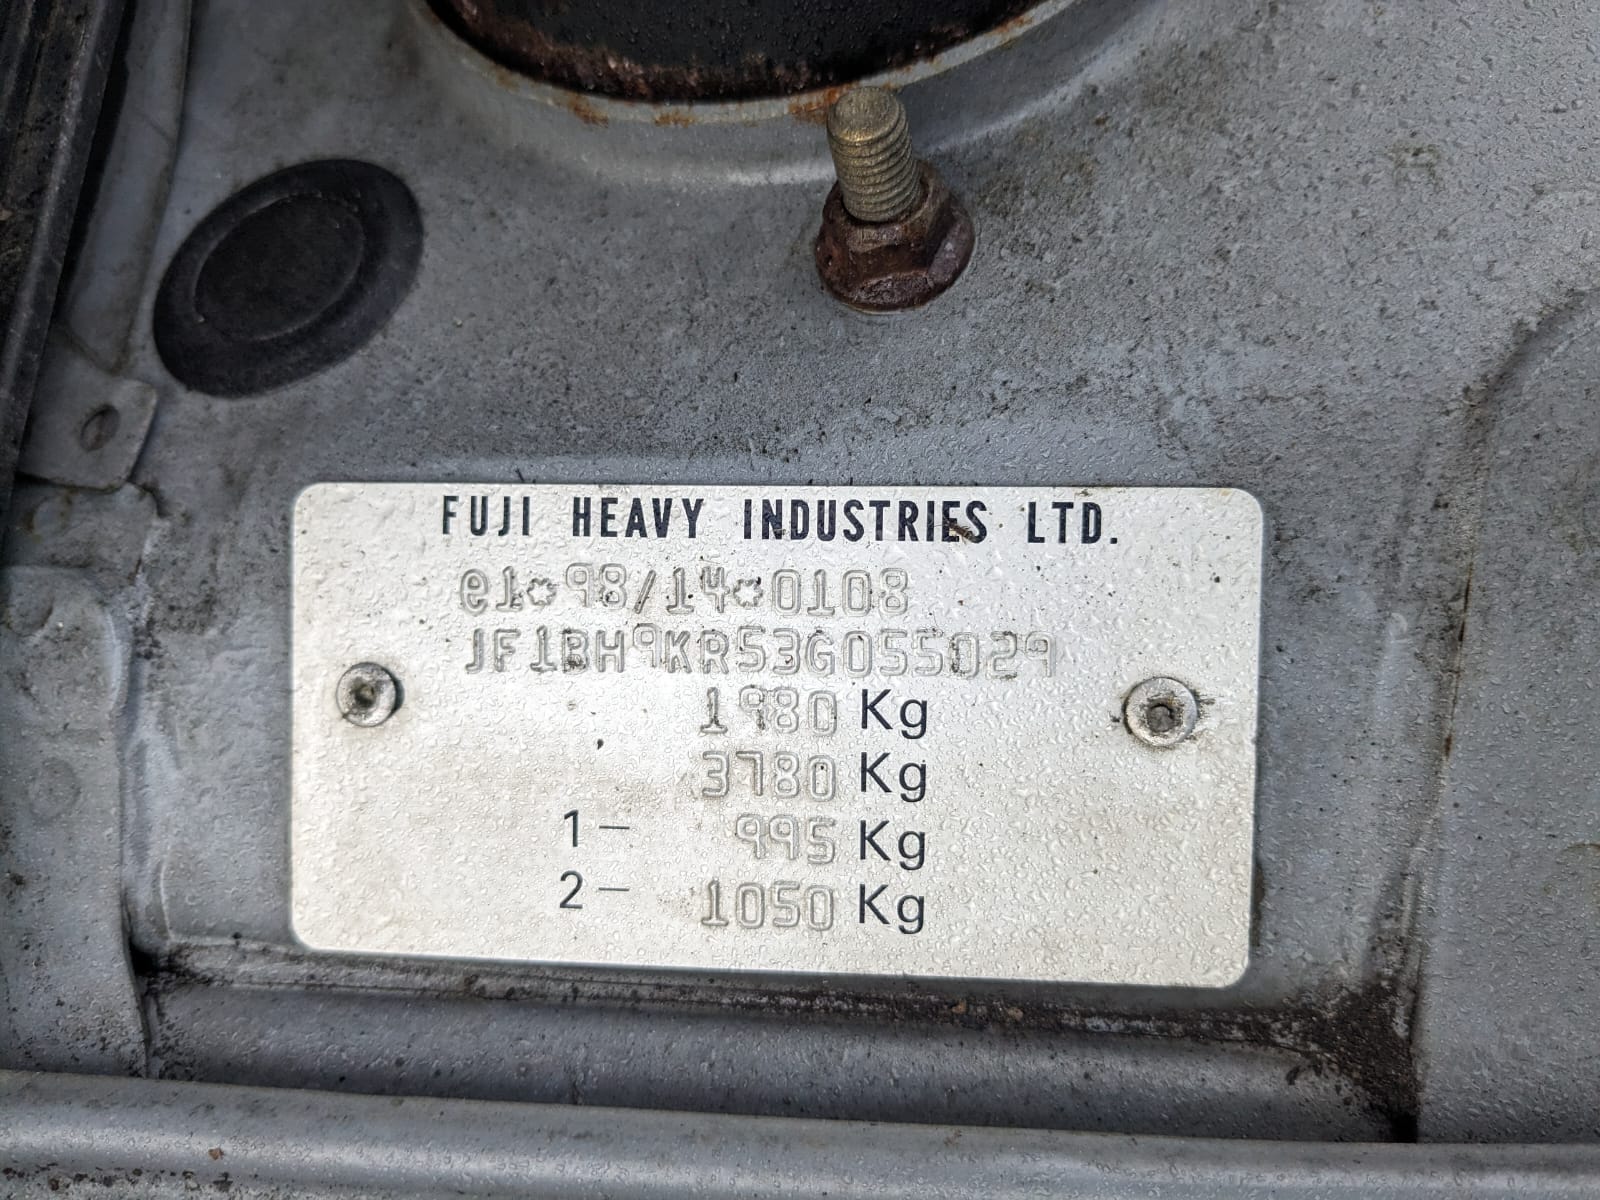 FUJI HEAVY INDUSTRIES LTD.
e1*98/14*0108
JF1BH9KR53G055029
1980 Kg
3780 Kg
1 - 995 Kg
2 - 1050 Kg